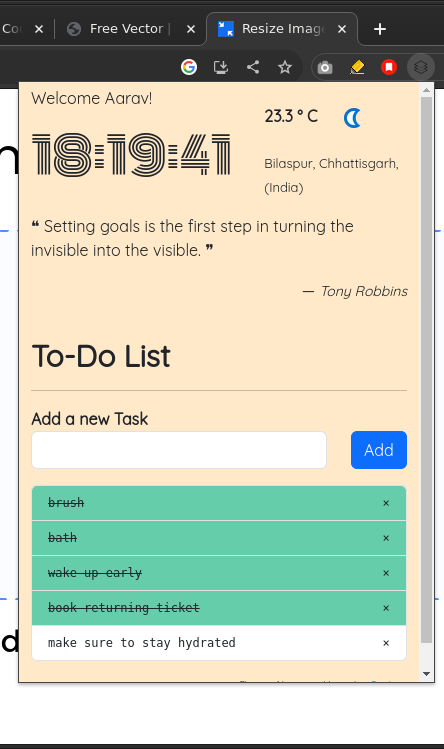 Cou
Free Vector |
Resize Imag
Welcome Aarav!
23.3 ° C
18:19:41
Bilaspur, Chhattisgarh,
(India)
❝ Setting goals is the first step in turning the
invisible into the visible. ❞
— Tony Robbins
To-Do List
Add a new Task
Add
brush ×
bath ×
wake up early ×
book returning ticket ×
make sure to stay hydrated ×